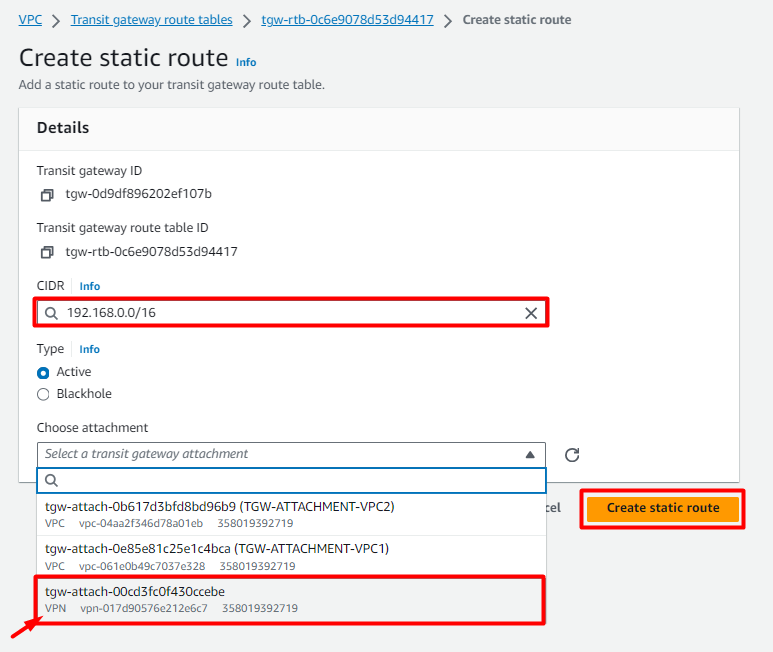 VPC > Transit gateway route tables > tgw-rtb-0c6e9078d53d94417 > Create static route
Create static route Info
Add a static route to your transit gateway route table.
Details
Transit gateway ID
tgw-0d9df896202ef107b
Transit gateway route table ID
tgw-rtb-0c6e9078d53d94417
CIDR Info
192.168.0.0/16
Type Info
Active
Blackhole
Choose attachment
Select a transit gateway attachment
tgw-attach-0b617d3bfd8bd96b9 (TGW-ATTACHMENT-VPC2)
VPC vpc-04aa2f346d78a01eb 358019392719
cel
Create static route
tgw-attach-0e85e81c25e1c4bca (TGW-ATTACHMENT-VPC1)
VPC vpc-061e0b49c7037e328 358019392719
tgw-attach-00cd3fc0f430ccebe
VPN vpn-017d90576e212e6c7 358019392719